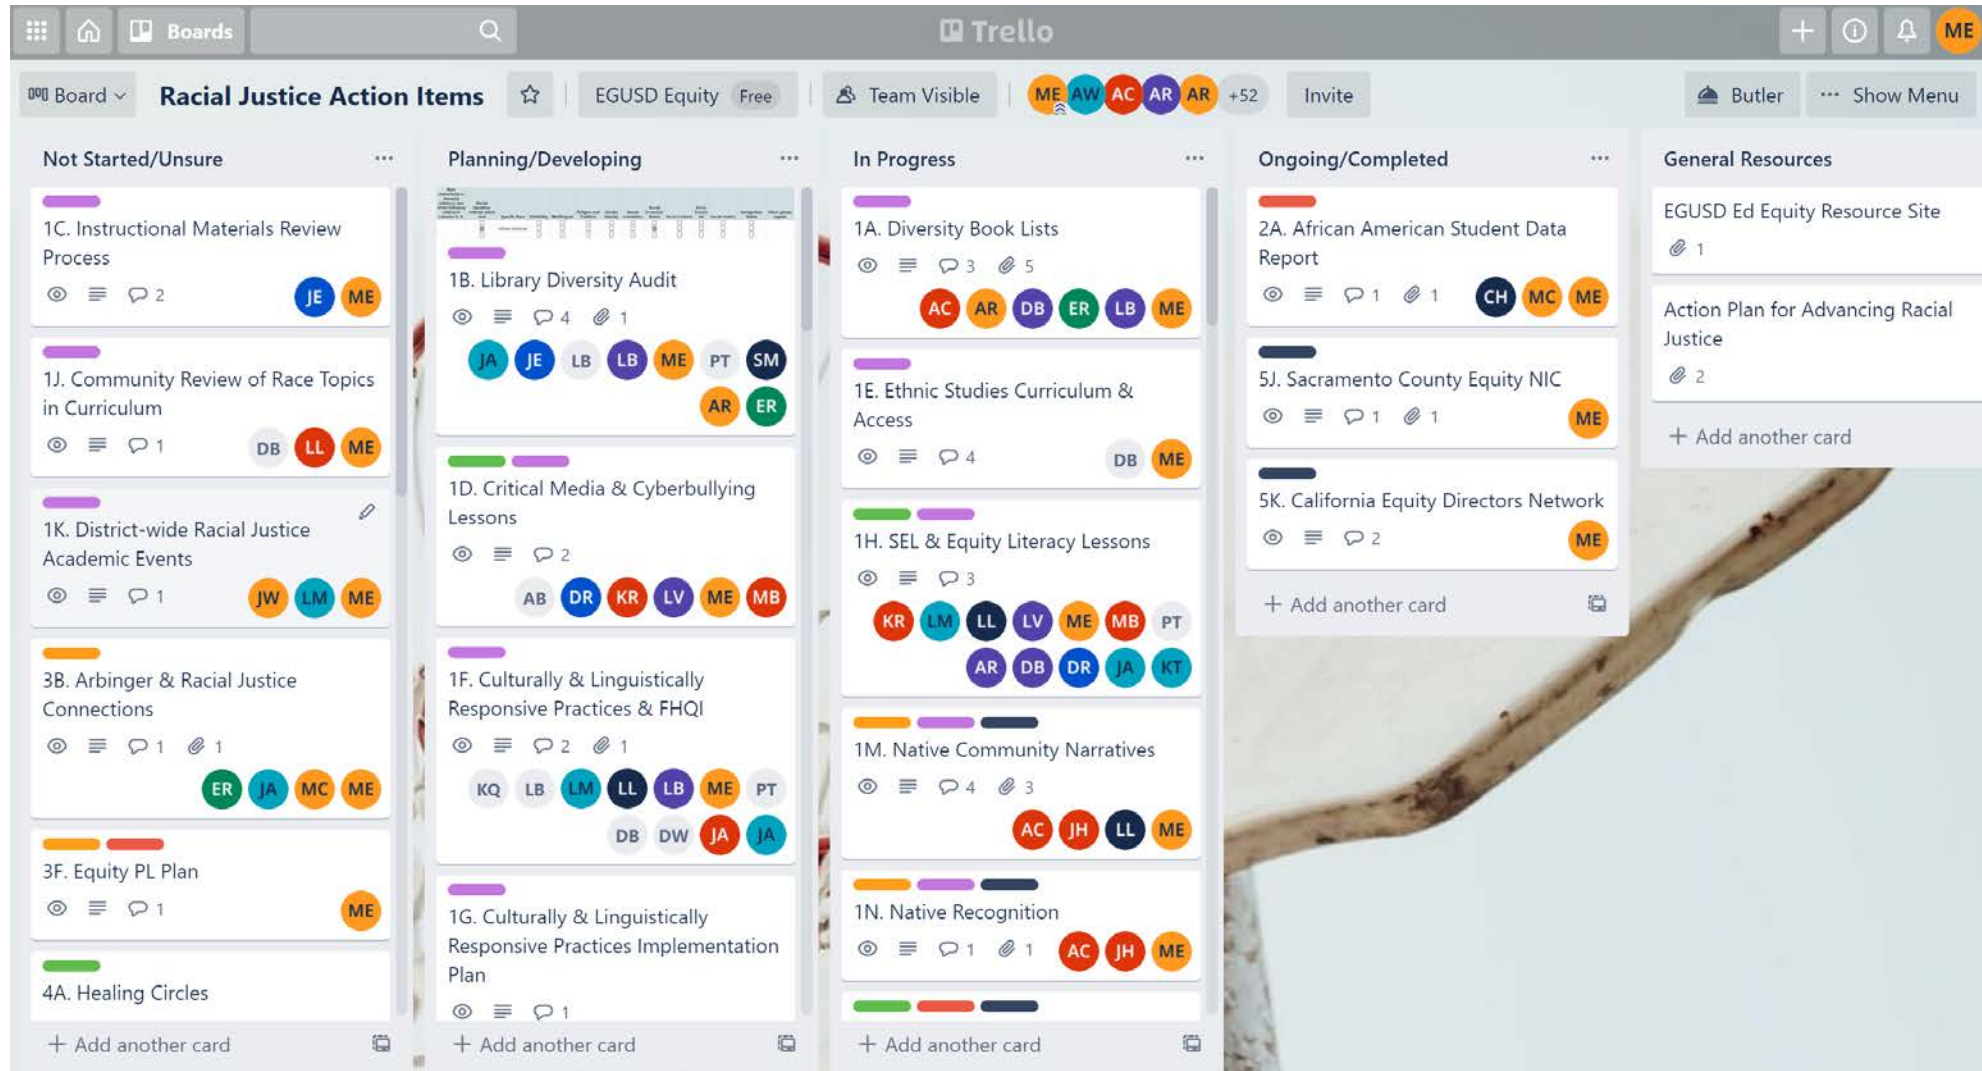 Boards
Trello
ME
Board
Racial Justice Action Items
EGUSD Equity Free
Team Visible
ME AW AC AR AR +52
Invite
Butler
··· Show Menu
Not Started/Unsure
1C. Instructional Materials Review
Process
2
JE ME
1J. Community Review of Race Topics
in Curriculum
1
DB LL ME
1K. District-wide Racial Justice
Academic Events
1
JW LM ME
3B. Arbinger & Racial Justice
Connections
1 1
ER JA MC ME
3F. Equity PL Plan
1
ME
4A. Healing Circles
+ Add another card
Planning/Developing
1B. Library Diversity Audit
4 1
JA JE LB LB ME PT SM
AR ER
1D. Critical Media & Cyberbullying
Lessons
2
AB DR KR LV ME MB
1F. Culturally & Linguistically
Responsive Practices & FHQI
2 1
KQ LB LM LL LB ME PT
DB DW JA JA
1G. Culturally & Linguistically
Responsive Practices Implementation
Plan
1
+ Add another card
In Progress
1A. Diversity Book Lists
3 5
AC AR DB ER LB ME
1E. Ethnic Studies Curriculum &
Access
4
DB ME
1H. SEL & Equity Literacy Lessons
3
KR LM LL LV ME MB PT
AR DB DR JA KT
1M. Native Community Narratives
4 3
AC JH LL ME
1N. Native Recognition
1 1
AC JH ME
+ Add another card
Ongoing/Completed
2A. African American Student Data
Report
1 1
CH MC ME
5J. Sacramento County Equity NIC
1 1
ME
5K. California Equity Directors Network
2
ME
+ Add another card
General Resources
EGUSD Ed Equity Resource Site
1
Action Plan for Advancing Racial
Justice
2
+ Add another card